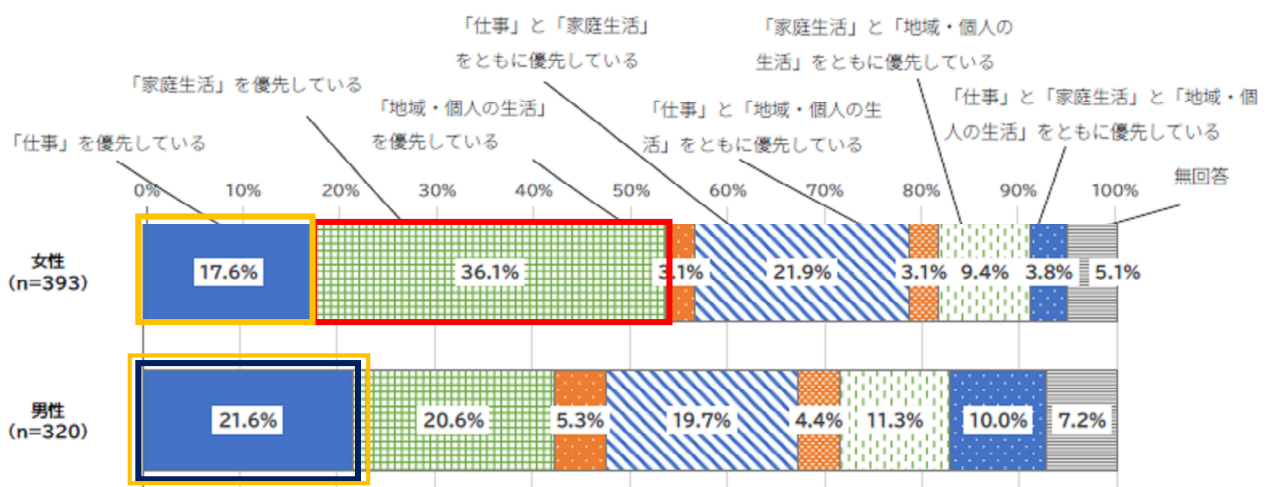 「仕事」と「家庭生活」
をともに優先している
「家庭生活」と「地域・個人の
生活」をともに優先している
「家庭生活」を優先している
「地域・個人の生活」
を優先している
「仕事」と「地域・個人の生
活」をともに優先している
「仕事」と「家庭生活」と「地域・個
人の生活」をともに優先している
「仕事」を優先している
無回答
0% 10% 20% 30% 40% 50% 60% 70% 80% 90% 100%
女性
(n=393)
17.6% 36.1% 3.1% 21.9% 3.1% 9.4% 3.8% 5.1%
男性
(n=320)
21.6% 20.6% 5.3% 19.7% 4.4% 11.3% 10.0% 7.2%